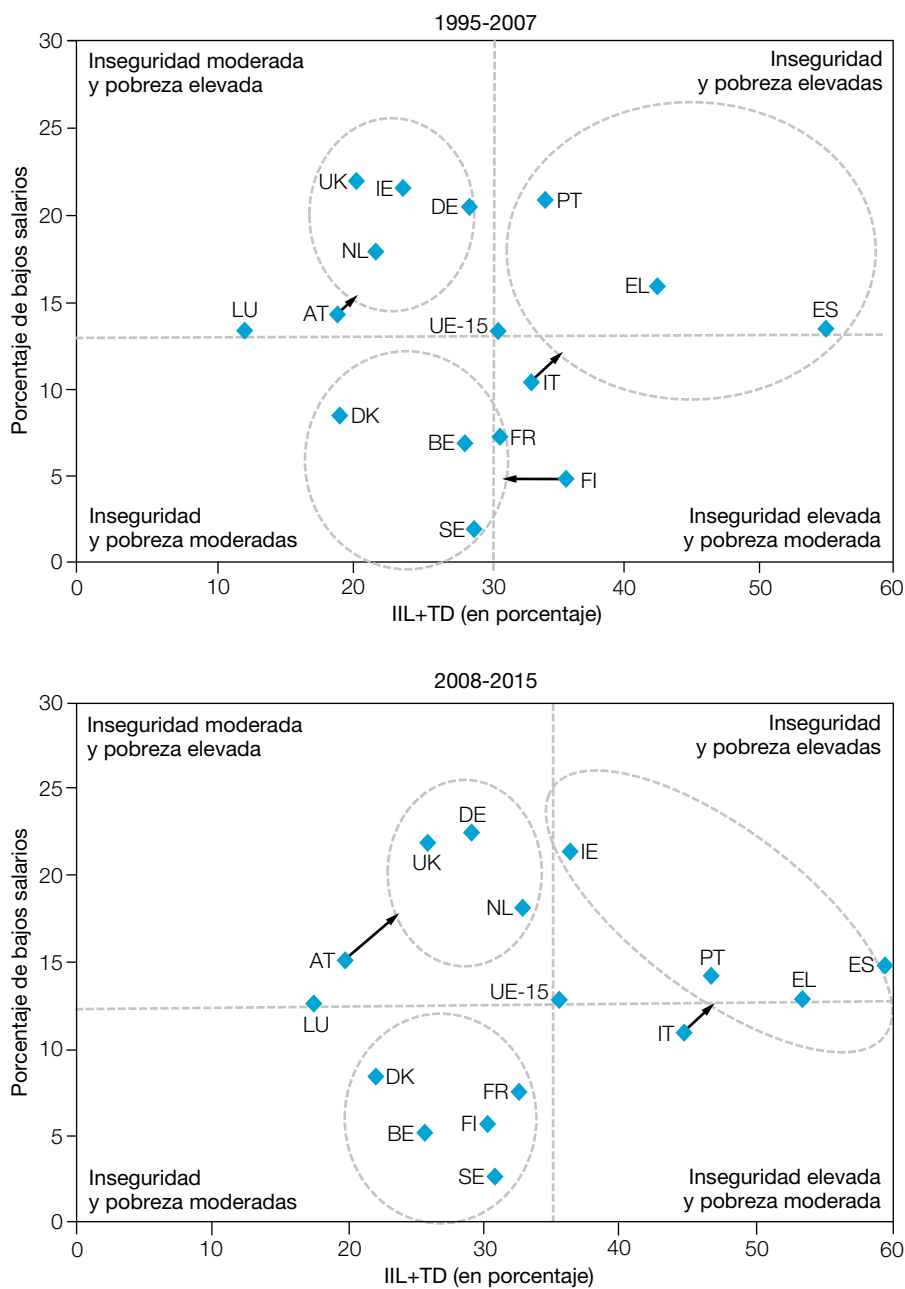 1995-2007
30
Inseguridad moderada
y pobreza elevada
Inseguridad
y pobreza elevadas
25
UK
IE
DE
PT
20
NL
EL
15
LU
AT
UE-15
ES
IT
10
DK
BE
FR
5
FI
SE
Inseguridad
y pobreza moderadas
Inseguridad elevada
y pobreza moderada
0
Porcentaje de bajos salarios
0
10
20
30
40
50
60
IIL+TD (en porcentaje)
2008-2015
30
Inseguridad moderada
y pobreza elevada
Inseguridad
y pobreza elevadas
25
DE
UK
IE
20
NL
15
AT
PT
ES
UE-15
EL
LU
IT
10
DK
FR
BE
FI
5
SE
Inseguridad
y pobreza moderadas
Inseguridad elevada
y pobreza moderada
0
Porcentaje de bajos salarios
0
10
20
30
40
50
60
IIL+TD (en porcentaje)